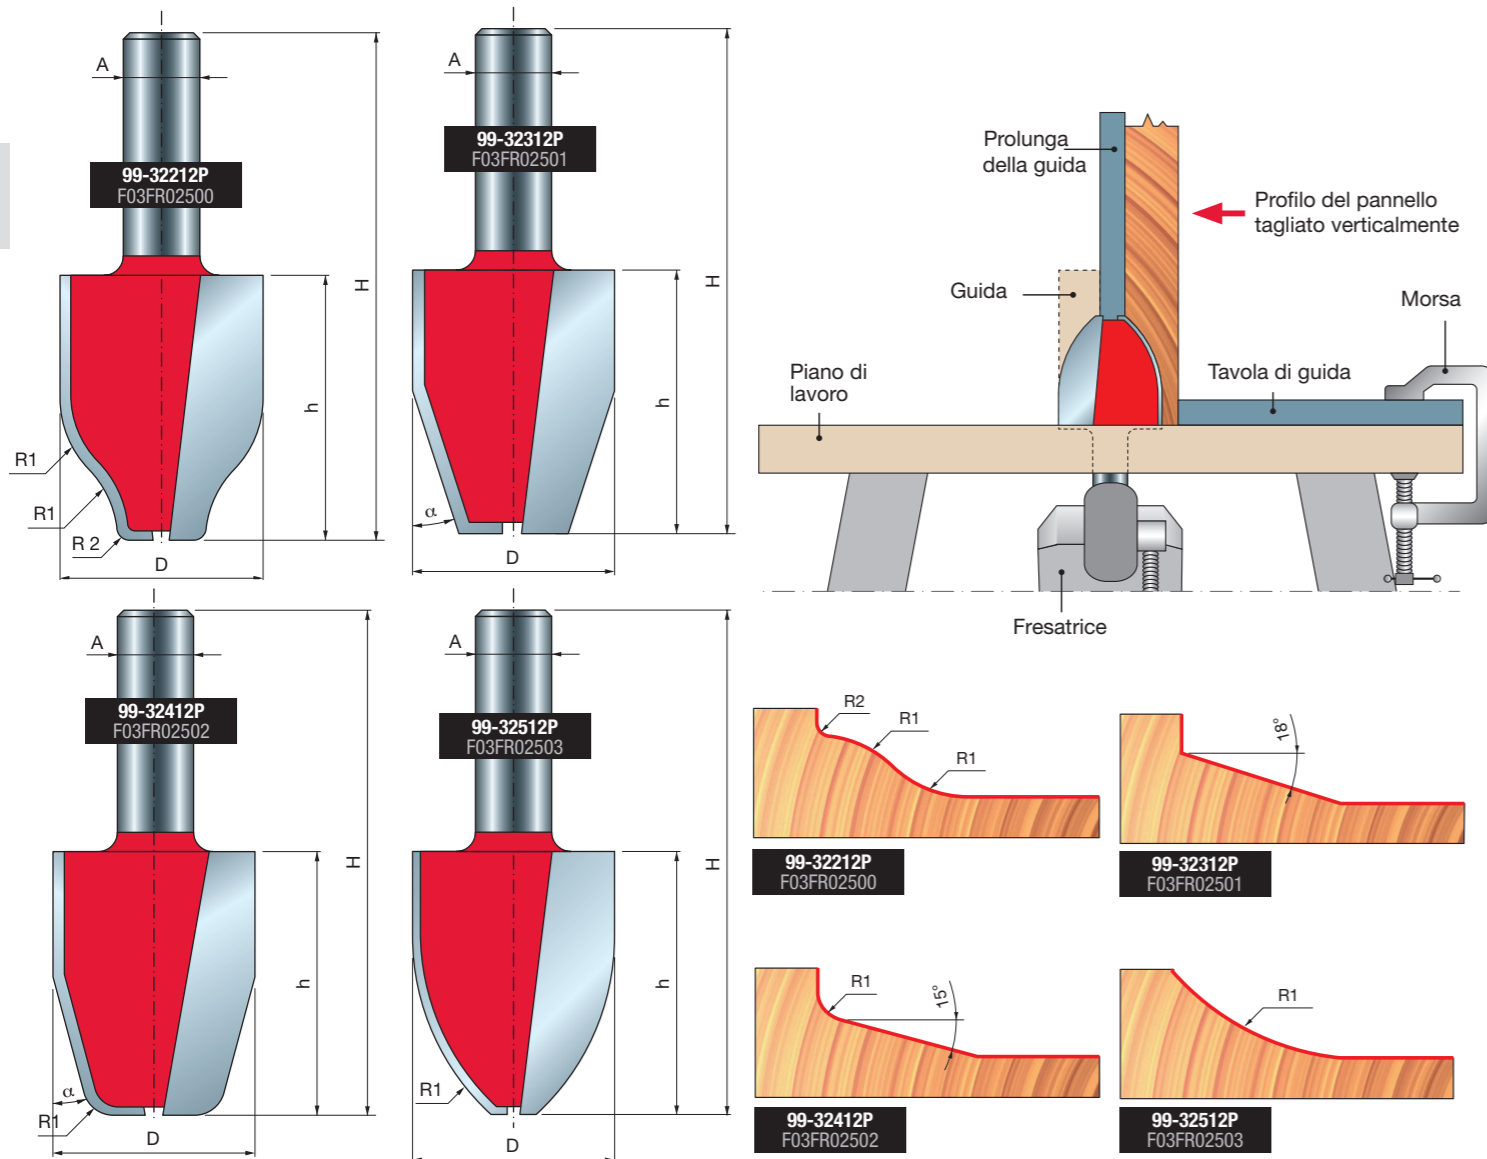 A
99-32212P
F03FR02500
H
h
R1
R1
R 2
D
A
99-32312P
F03FR02501
H
h
α
D
Prolunga
della guida
Profilo del pannello
tagliato verticalmente
Guida
Morsa
Piano di
lavoro
Tavola di guida
Fresatrice
A
99-32412P
F03FR02502
H
h
α
R1
D
A
99-32512P
F03FR02503
H
h
R1
D
R2
R1
R1
99-32212P
F03FR02500
18°
99-32312P
F03FR02501
R1
15°
99-32412P
F03FR02502
R1
99-32512P
F03FR02503